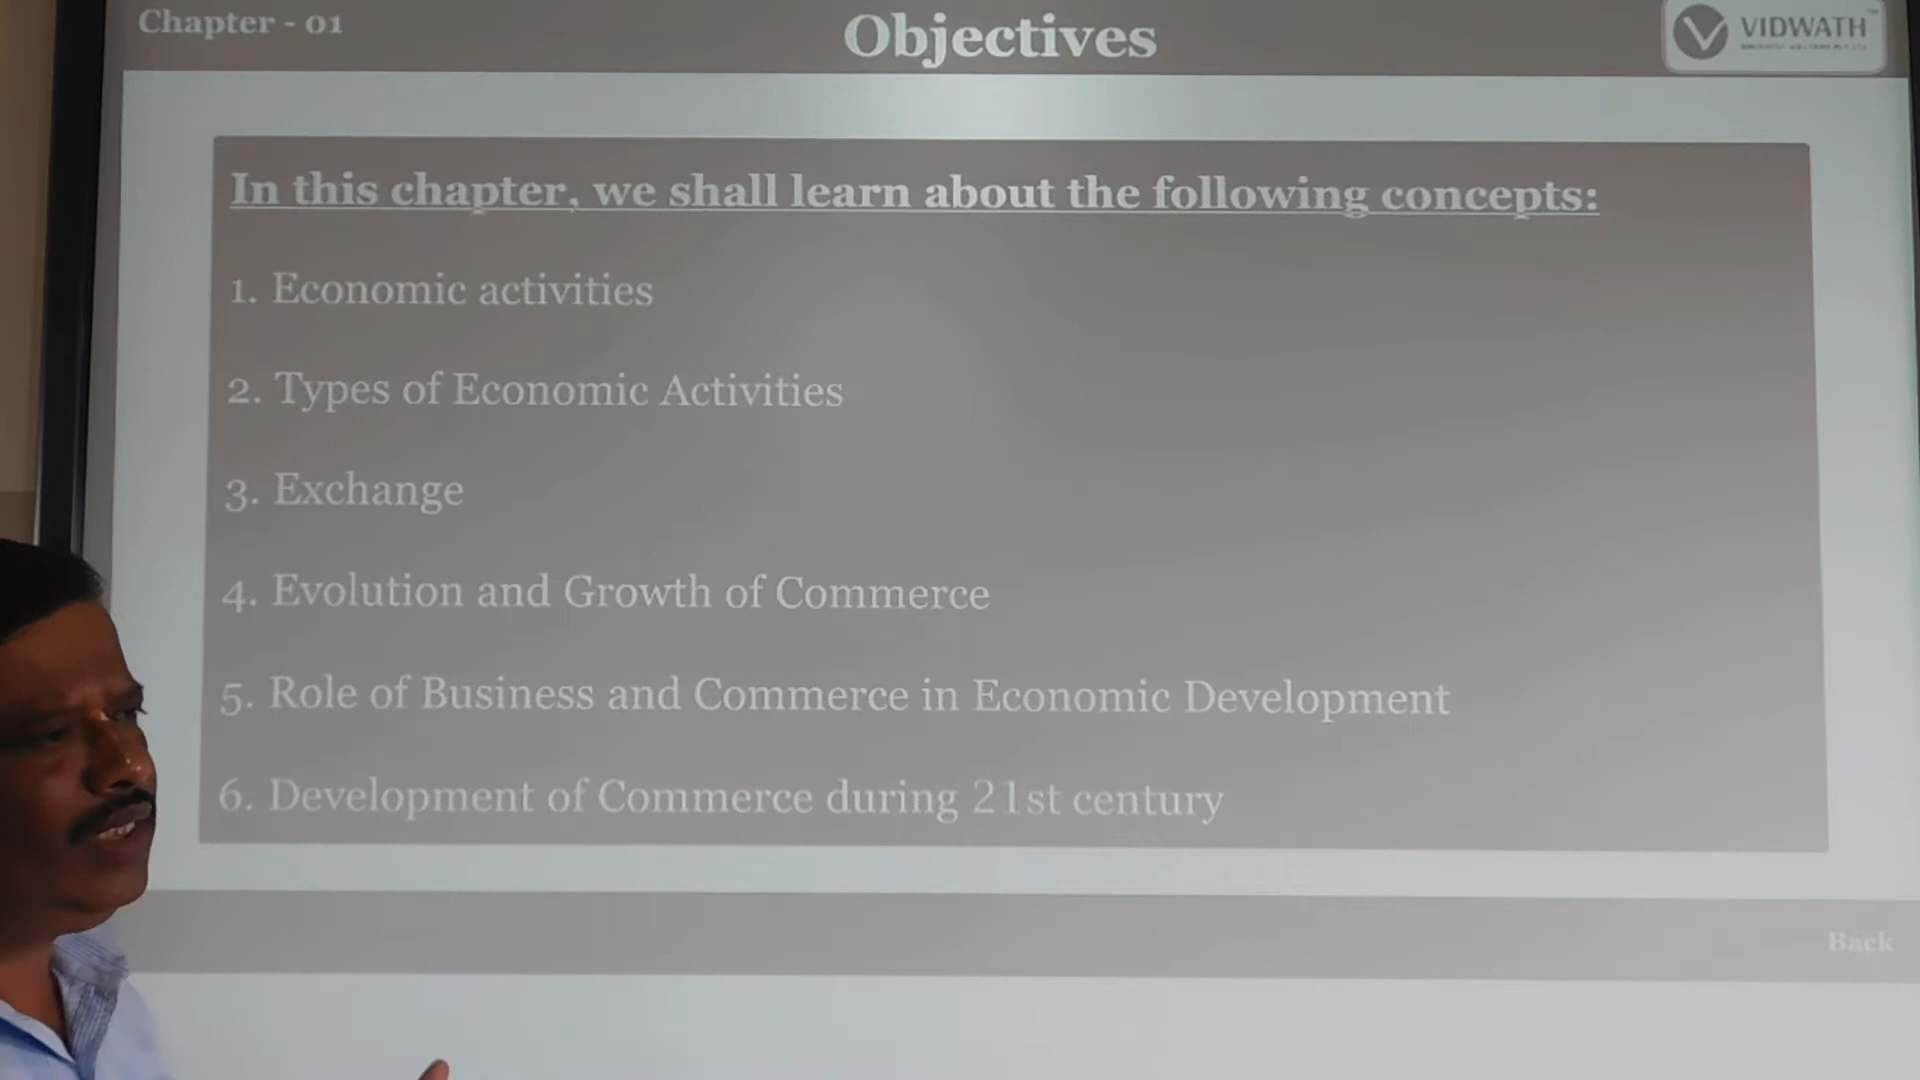 Chapter - 01
Objectives
VIDWATH
In this chapter, we shall learn about the following concepts:
1. Economic activities
2. Types of Economic Activities
3. Exchange
4. Evolution and Growth of Commerce
5. Role of Business and Commerce in Economic Development
6. Development of Commerce during 21st century
Back